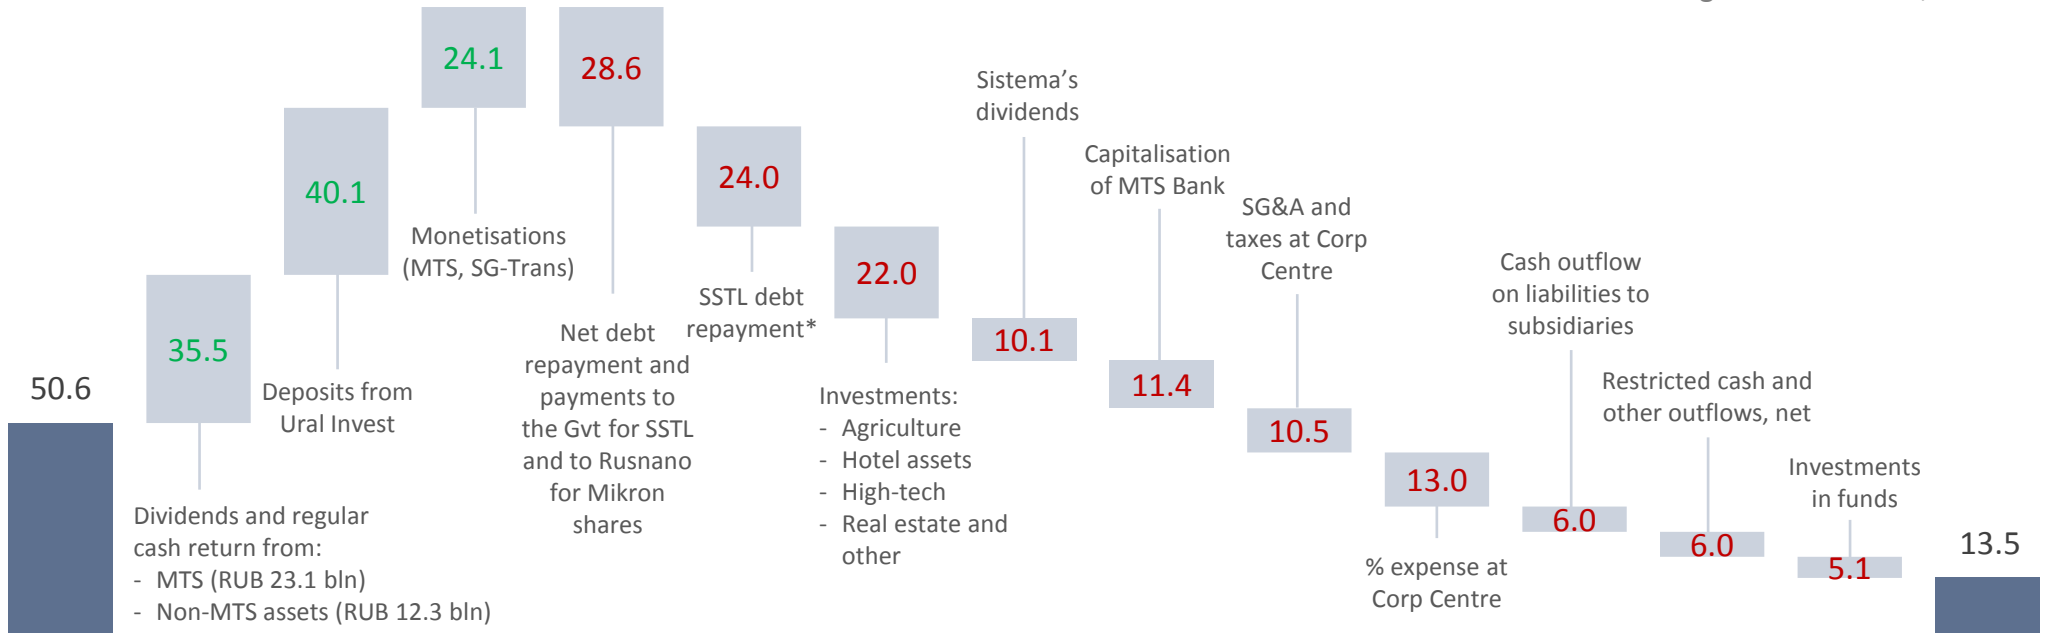 50.6
35.5
Dividends and regular
cash return from:
- MTS (RUB 23.1 bln)
- Non-MTS assets (RUB 12.3 bln)
40.1
Deposits from
Ural Invest
24.1
Monetisations
(MTS, SG-Trans)
28.6
Net debt
repayment and
payments to
the Gvt for SSTL
and to Rusnano
for Mikron
shares
24.0
SSTL debt
repayment*
22.0
Investments:
- Agriculture
- Hotel assets
- High-tech
- Real estate and
other
Sistema’s
dividends
10.1
Capitalisation
of MTS Bank
11.4
SG&A and
taxes at Corp
Centre
10.5
13.0
% expense at
Corp Centre
Cash outflow
on liabilities to
subsidiaries
6.0
Restricted cash and
other outflows, net
6.0
Investments
in funds
5.1
13.5